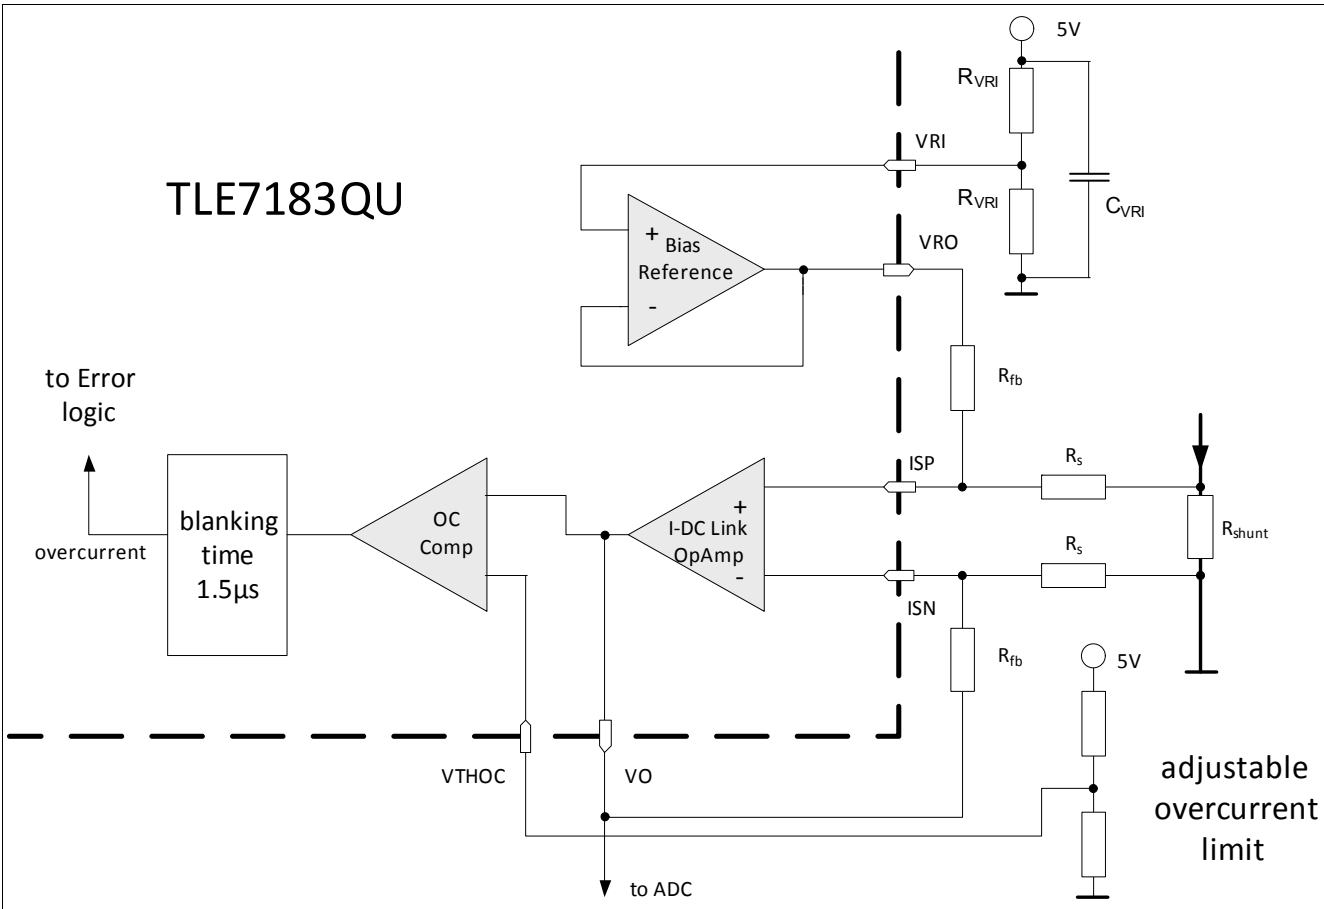 5V
RVRI
VRI
TLE7183QU
RVRI
CVRI
VRO
+
Bias
Reference
-
to Error
logic
Rfb
ISP
Rs
blanking
time
1.5µs
OC
Comp
+
I-DC Link
OpAmp
-
Rshunt
overcurrent
Rs
ISN
Rfb
5V
VTHOC
VO
adjustable
overcurrent
limit
to ADC